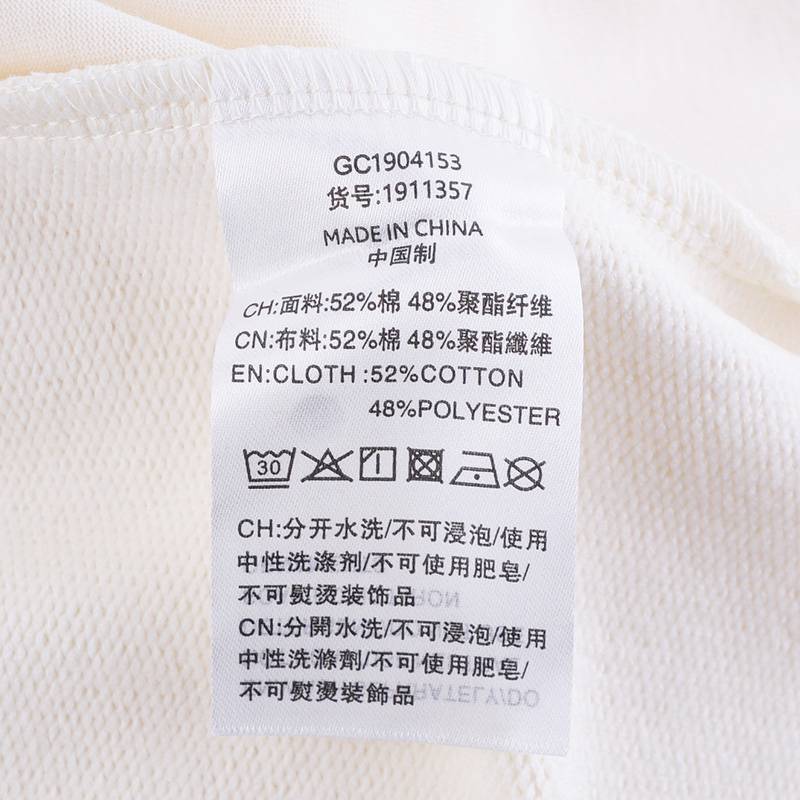 GC1904153
货号:1911357
MADE IN CHINA
中国制
CH:面料:52%棉 48%聚酯纤维
CN:布料:52%棉 48%聚酯纖維
EN:CLOTH :52%COTTON
48%POLYESTER
30
CH:分开水洗/不可浸泡/使用
中性洗涤剂/不可使用肥皂/
不可熨烫装饰品
CN:分開水洗/不可浸泡/使用
中性洗滌劑/不可使用肥皂/
不可熨燙裝飾品